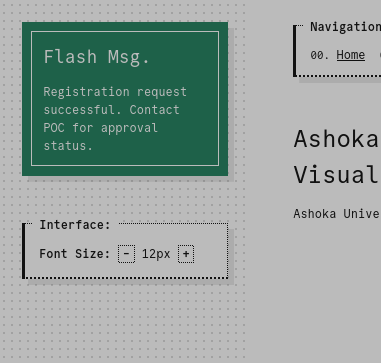 Flash Msg.
Registration request
successful. Contact
POC for approval
status.
Interface:
Font Size: - 12px +
Navigation
00. Home
Ashoka
Visual
Ashoka Unive